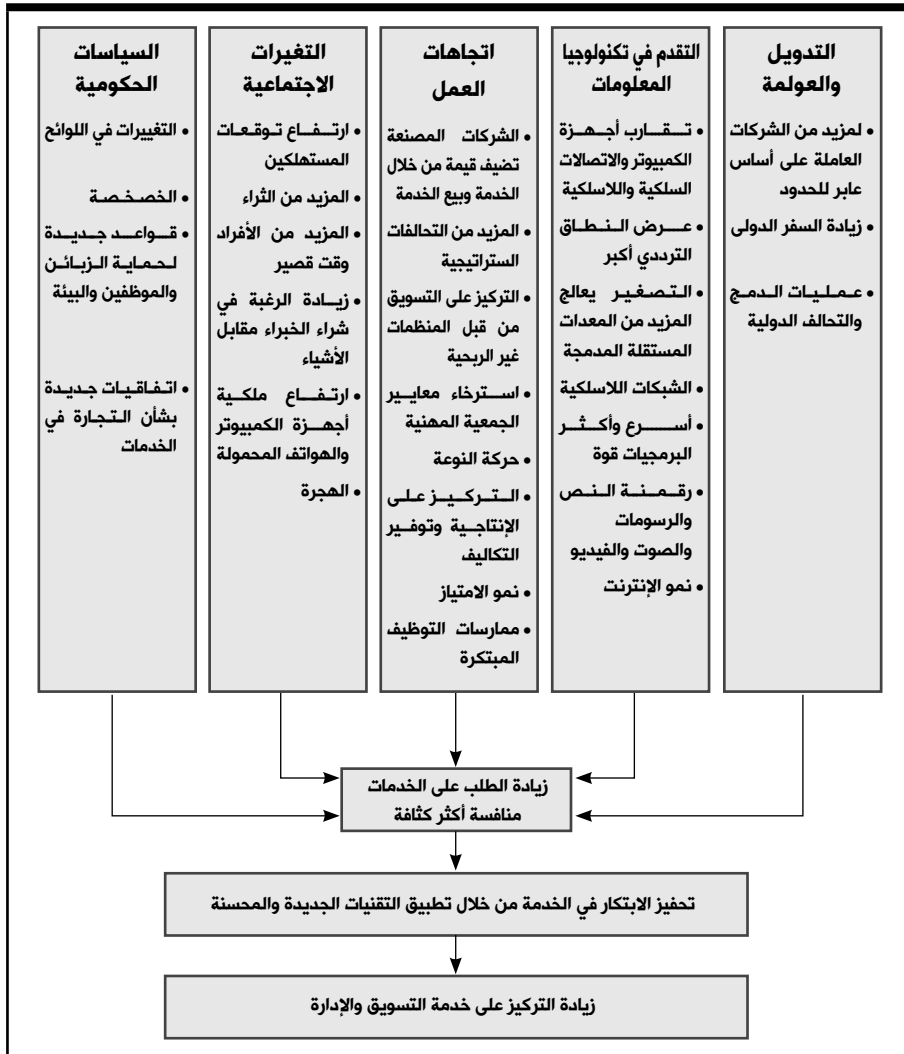 السياسات
الحكومية
• التغييرات في اللوائح
• الخصخصة
• قواعد جديدة
لحماية الزبائن
والموظفين والبيئة
• اتفاقيات جديدة
بشأن التجارة في
الخدمات
التغيرات
الاجتماعية
• ارتفاع توقعات
المستهلكين
• المزيد من الثراء
• المزيد من الأفراد
وقت قصير
• زيادة الرغبة في
شراء الخبراء مقابل
الأشياء
• ارتفاع ملكية
أجهزة الكمبيوتر
والهواتف المحمولة
• الهجرة
اتجاهات
العمل
• الشركات المصنعة
تضيف قيمة من خلال
الخدمة وبيع الخدمة
• المزيد من التحالفات
الستراتيجية
• التركيز على التسويق
من قبل المنظمات
غير الربحية
• استرخاء معايير
الجمعية المهنية
• حركة النوعة
• التركيز على
الإنتاجية وتوفير
التكاليف
• نمو الامتياز
• ممارسات التوظيف
المبتكرة
التقدم في تكنولوجيا
المعلومات
• تقارب أجهزة
الكمبيوتر والاتصالات
السلكية واللاسلكية
• عرض النطاق
الترددي أكبر
• التصغير يعالج
المزيد من المعدات
المستقلة المدمجة
• الشبكات اللاسلكية
• أسرع وأكثر
البرمجيات قوة
• رقمنة النص
والرسومات
والصوت والفيديو
• نمو الإنترنت
التدويل
والعولمة
• لمزيد من الشركات
العاملة على أساس
عابر للحدود
• زيادة السفر الدولى
• عمليات الدمج
والتحالف الدولية
زيادة الطلب على الخدمات
منافسة أكثر كثافة
تحفيز الابتكار في الخدمة من خلال تطبيق التقنيات الجديدة والمحسنة
زيادة التركيز على خدمة التسويق والإدارة